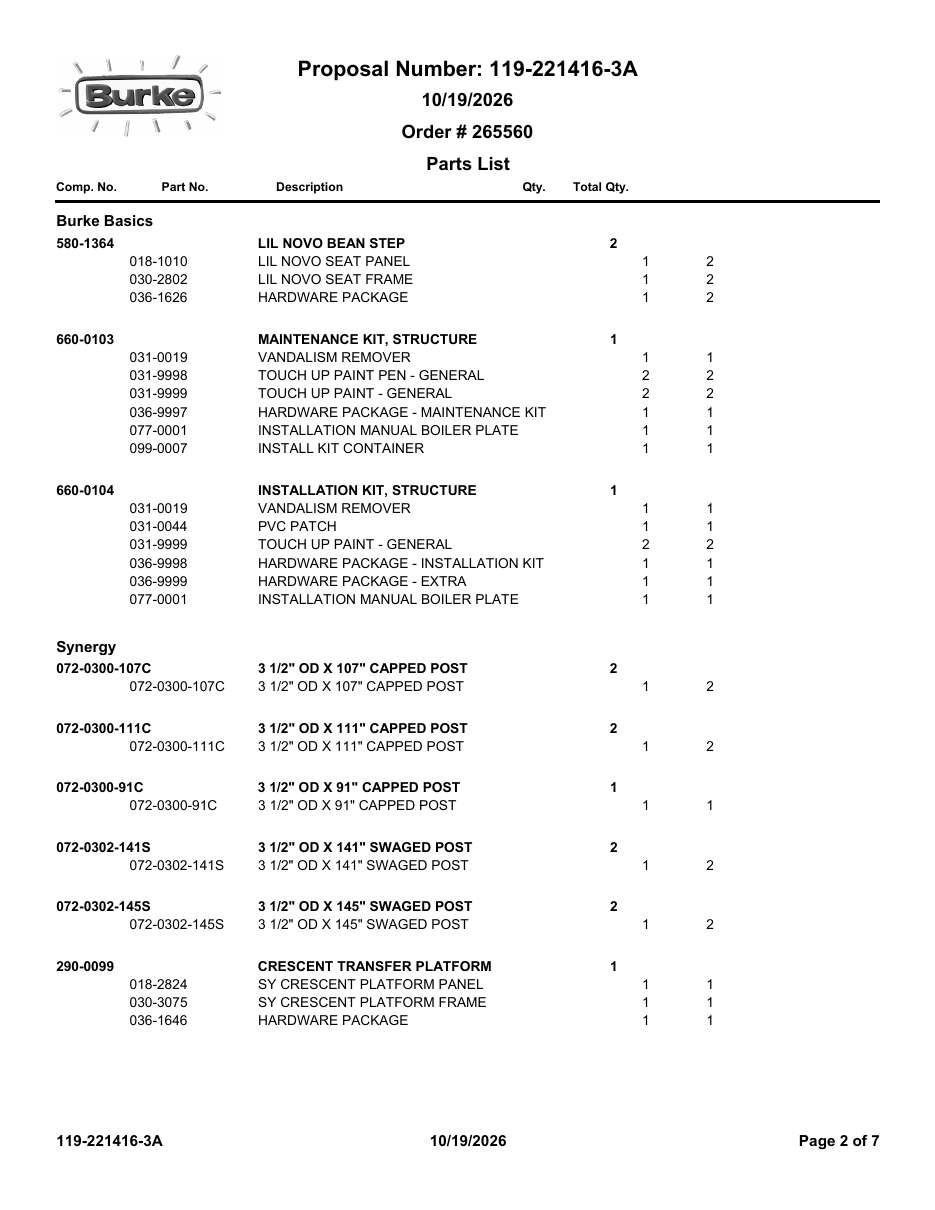 Burke
Proposal Number: 119-221416-3A
10/19/2026
Order # 265560
Parts List
Comp. No. Part No. Description Qty. Total Qty.
Burke Basics
580-1364 LIL NOVO BEAN STEP 2
018-1010 LIL NOVO SEAT PANEL 1 2
030-2802 LIL NOVO SEAT FRAME 1 2
036-1626 HARDWARE PACKAGE 1 2
660-0103 MAINTENANCE KIT, STRUCTURE 1
031-0019 VANDALISM REMOVER 1 1
031-9998 TOUCH UP PAINT PEN - GENERAL 2 2
031-9999 TOUCH UP PAINT - GENERAL 2 2
036-9997 HARDWARE PACKAGE - MAINTENANCE KIT 1 1
077-0001 INSTALLATION MANUAL BOILER PLATE 1 1
099-0007 INSTALL KIT CONTAINER 1 1
660-0104 INSTALLATION KIT, STRUCTURE 1
031-0019 VANDALISM REMOVER 1 1
031-0044 PVC PATCH 1 1
031-9999 TOUCH UP PAINT - GENERAL 2 2
036-9998 HARDWARE PACKAGE - INSTALLATION KIT 1 1
036-9999 HARDWARE PACKAGE - EXTRA 1 1
077-0001 INSTALLATION MANUAL BOILER PLATE 1 1
Synergy
072-0300-107C 3 1/2" OD X 107" CAPPED POST 2
072-0300-107C 3 1/2" OD X 107" CAPPED POST 1 2
072-0300-111C 3 1/2" OD X 111" CAPPED POST 2
072-0300-111C 3 1/2" OD X 111" CAPPED POST 1 2
072-0300-91C 3 1/2" OD X 91" CAPPED POST 1
072-0300-91C 3 1/2" OD X 91" CAPPED POST 1 1
072-0302-141S 3 1/2" OD X 141" SWAGED POST 2
072-0302-141S 3 1/2" OD X 141" SWAGED POST 1 2
072-0302-145S 3 1/2" OD X 145" SWAGED POST 2
072-0302-145S 3 1/2" OD X 145" SWAGED POST 1 2
290-0099 CRESCENT TRANSFER PLATFORM 1
018-2824 SY CRESCENT PLATFORM PANEL 1 1
030-3075 SY CRESCENT PLATFORM FRAME 1 1
036-1646 HARDWARE PACKAGE 1 1
119-221416-3A 10/19/2026 Page 2 of 7